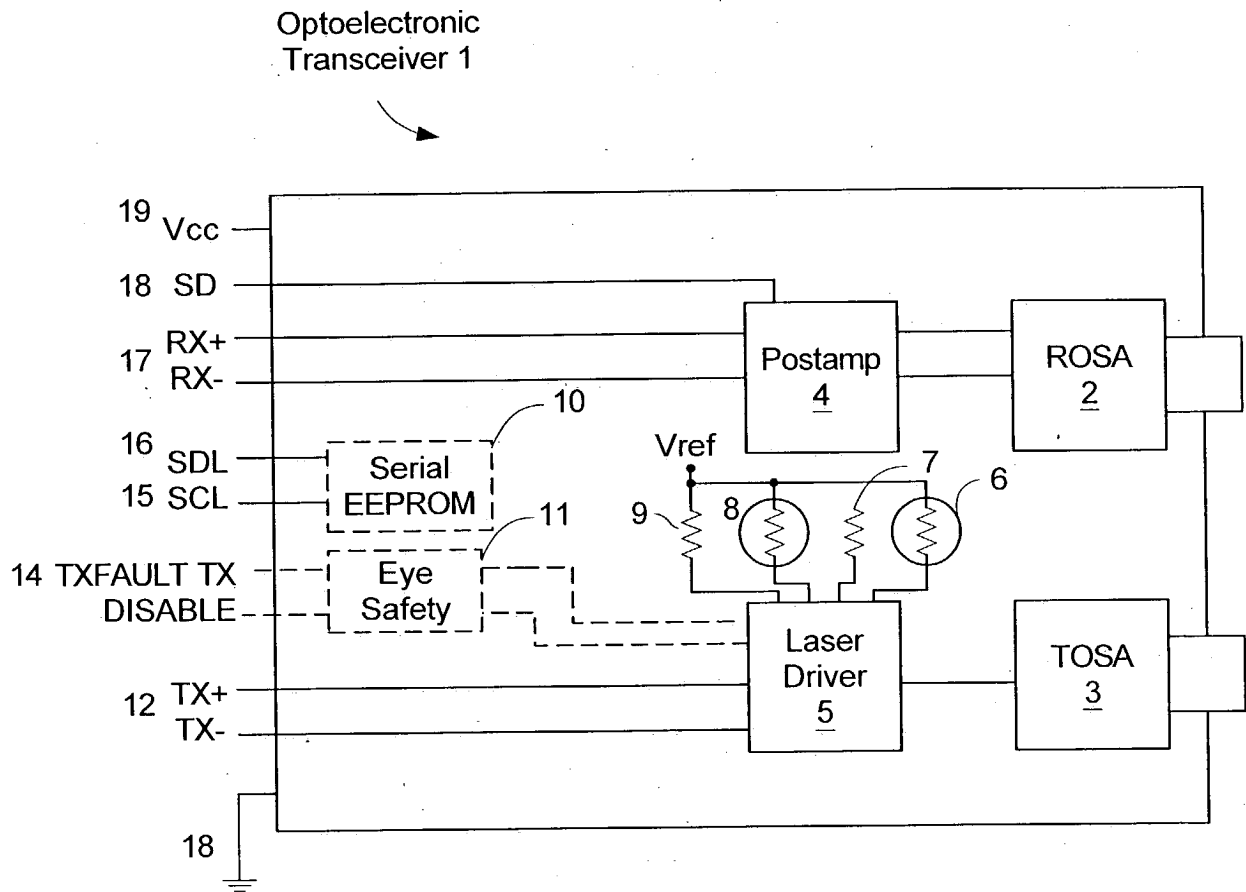 Optoelectronic
Transceiver 1
19
Vcc
18 SD
17
RX+
RX-
Postamp
4
ROSA
2
16
SDL
15 SCL
Serial
EEPROM
10
Vref
9
8
7
6
14 TXFAULT TX
DISABLE
Eye
Safety
11
Laser
Driver
5
TOSA
3
12
TX+
TX-
18